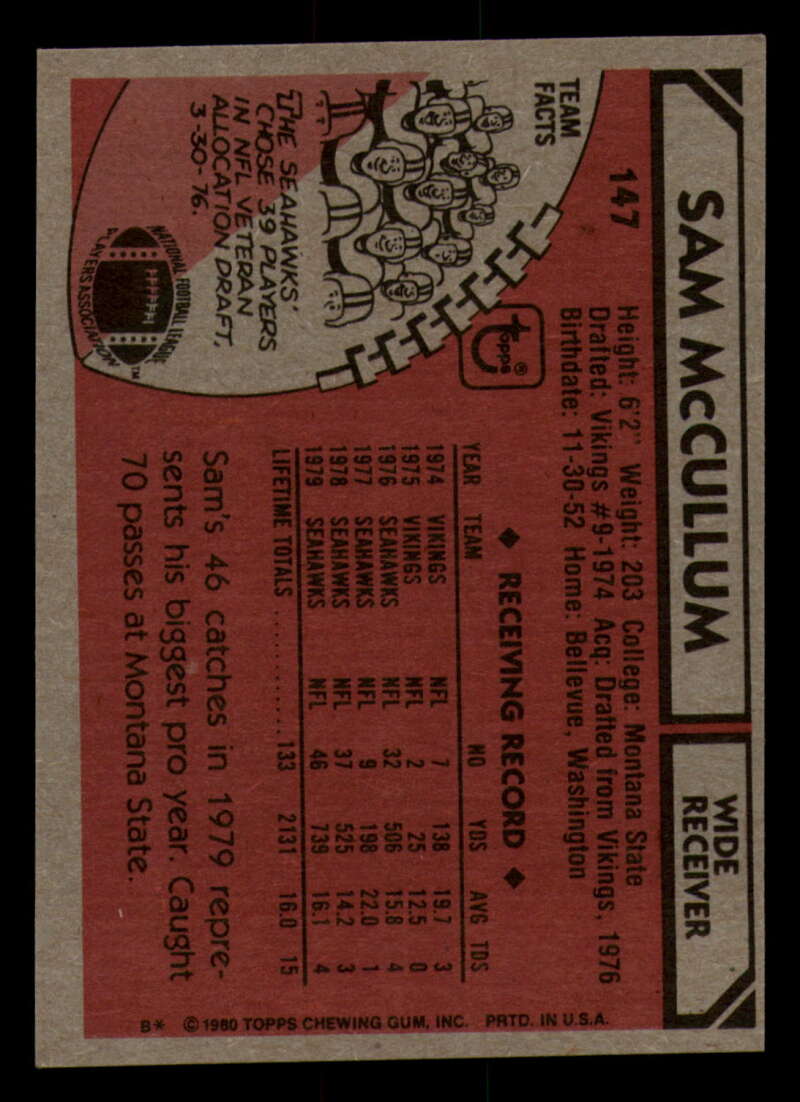 SAM McCULLUM
WIDE
RECEIVER
147
Height: 6'2" Weight: 203 College: Montana State
Drafted: Vikings #9-1974 Acq: Drafted from Vikings, 1976
Birthdate: 11-30-52 Home: Bellevue, Washington
TEAM
FACTS
THE SEAHAWKS'
CHOSE 39 PLAYERS
IN NFL VETERAN
ALLOCATION DRAFT,
3-30-76.
NATIONAL FOOTBALL LEAGUE
PLAYERS ASSOCIATION™
topps®
◆ RECEIVING RECORD ◆
YEAR TEAM NO YDS AVG TDS
1974 VIKINGS NFL 7 138 19.7 3
1975 VIKINGS NFL 2 25 12.5 0
1976 SEAHAWKS NFL 32 506 15.8 4
1977 SEAHAWKS NFL 9 198 22.0 1
1978 SEAHAWKS NFL 37 525 14.2 3
1979 SEAHAWKS NFL 46 739 16.1 4
LIFETIME TOTALS .......... 133 2131 16.0 15
Sam's 46 catches in 1979 repre-
sents his biggest pro year. Caught
70 passes at Montana State.
B* © 1980 TOPPS CHEWING GUM, INC. PRTD. IN U.S.A.